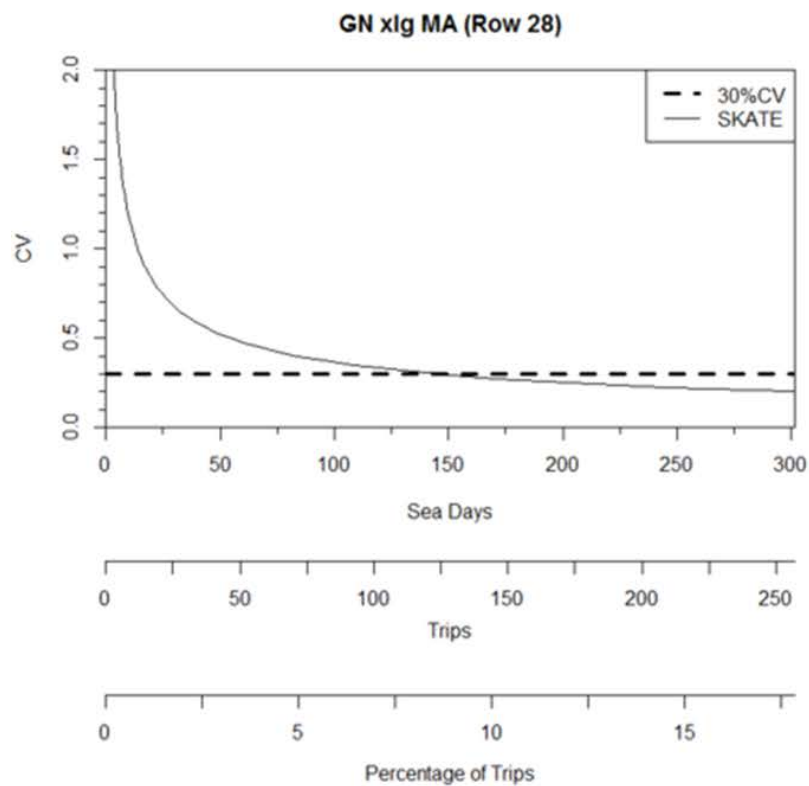 GN xlg MA (Row 28)
30%CV
SKATE
2.0
1.5
1.0
0.5
0.0
CV
0 50 100 150 200 250 300
Sea Days
0 50 100 150 200 250
Trips
0 5 10 15
Percentage of Trips